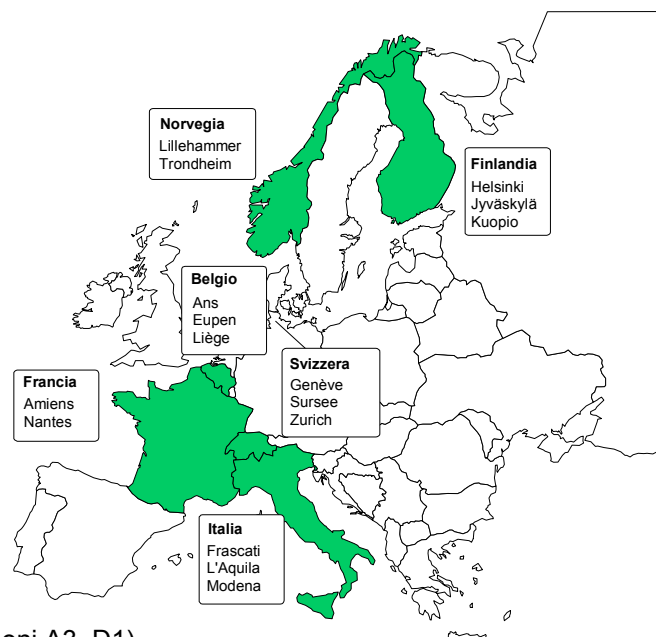 Norvegia
Lillehammer
Trondheim
Finlandia
Helsinki
Jyväskylä
Kuopio
Belgio
Ans
Eupen
Liège
Svizzera
Genève
Sursee
Zurich
Francia
Amiens
Nantes
Italia
Frascati
L'Aquila
Modena